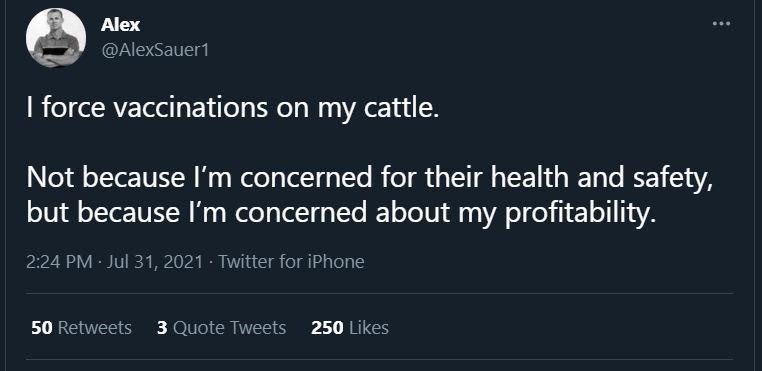 Alex
@AlexSauer1
I force vaccinations on my cattle.
Not because I’m concerned for their health and safety,
but because I’m concerned about my profitability.
2:24 PM · Jul 31, 2021 · Twitter for iPhone
50 Retweets 3 Quote Tweets 250 Likes